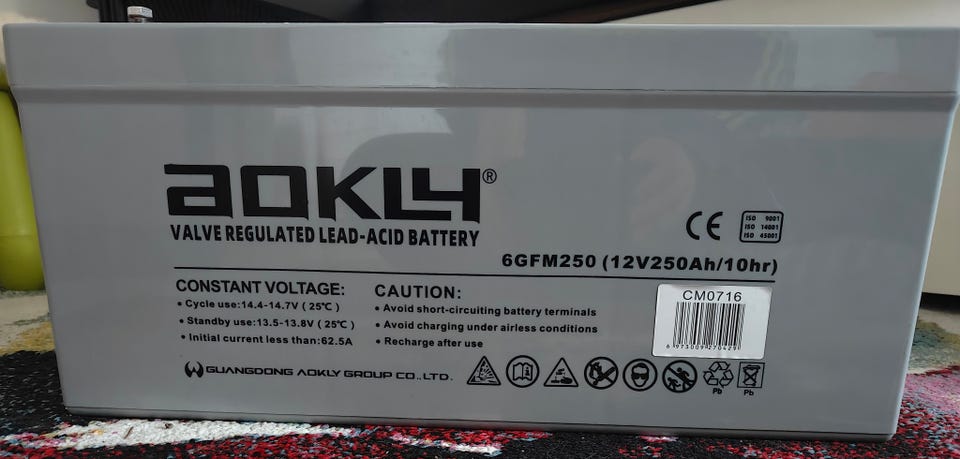 AOKLY®
VALVE REGULATED LEAD-ACID BATTERY
CE
ISO 9001
ISO 14001
ISO 45001
6GFM250 (12V250Ah/10hr)
CONSTANT VOLTAGE:
• Cycle use:14.4-14.7V ( 25℃ )
• Standby use:13.5-13.8V ( 25℃ )
• Initial current less than:62.5A
CAUTION:
• Avoid short-circuiting battery terminals
• Avoid charging under airless conditions
• Recharge after use
CM0716
6 973009 270429
GUANGDONG AOKLY GROUP CO.,LTD.
Pb
Pb